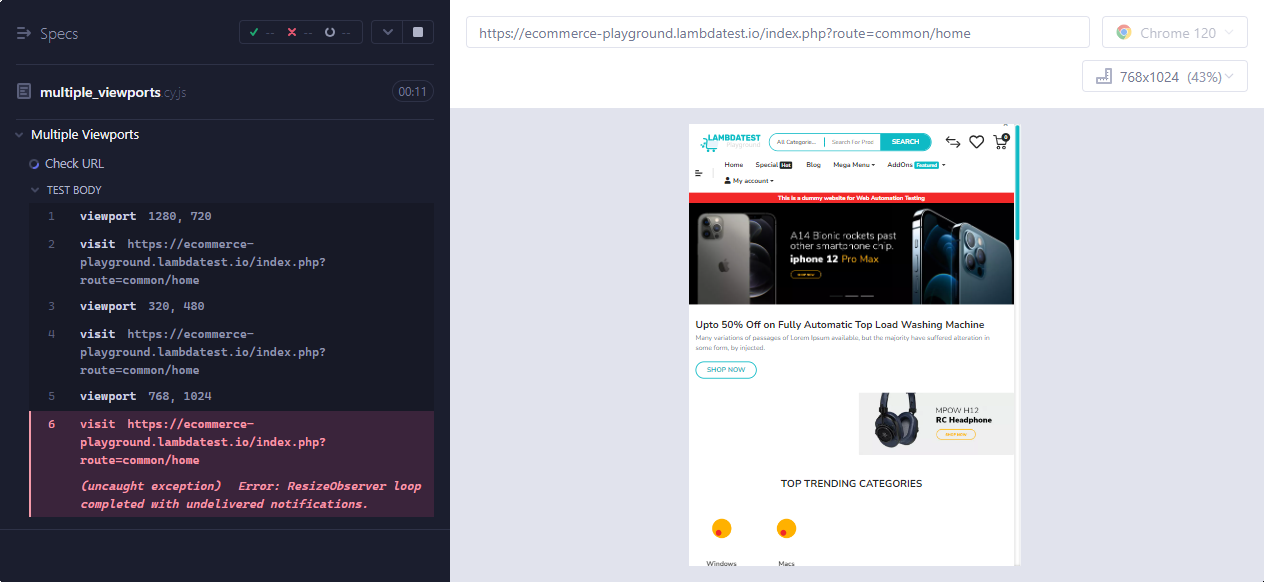 Specs
-- -- --
multiple_viewports.cy.js 00:11
Multiple Viewports
Check URL
TEST BODY
1 viewport 1280, 720
2 visit https://ecommerce-
playground.lambdatest.io/index.php?
route=common/home
3 viewport 320, 480
4 visit https://ecommerce-
playground.lambdatest.io/index.php?
route=common/home
5 viewport 768, 1024
6 visit https://ecommerce-
playground.lambdatest.io/index.php?
route=common/home
(uncaught exception) Error: ResizeObserver loop
completed with undelivered notifications.
https://ecommerce-playground.lambdatest.io/index.php?route=common/home
Chrome 120
768x1024 (43%)
LAMBDATEST
Playground
All Categorie... Search For Prod SEARCH
0
Home Special Hot Blog Mega Menu AddOns Featured
My account
This is a dummy website for Web Automation Testing
A14 Bionic rockets past
other smartphone chip.
iphone 12 Pro Max
SHOP NOW
Upto 50% Off on Fully Automatic Top Load Washing Machine
Many variations of passages of Lorem Ipsum available, but the majority have suffered alteration in
some form, by injected.
SHOP NOW
MPOW H12
RC Headphone
SHOP NOW
TOP TRENDING CATEGORIES
Windows Macs